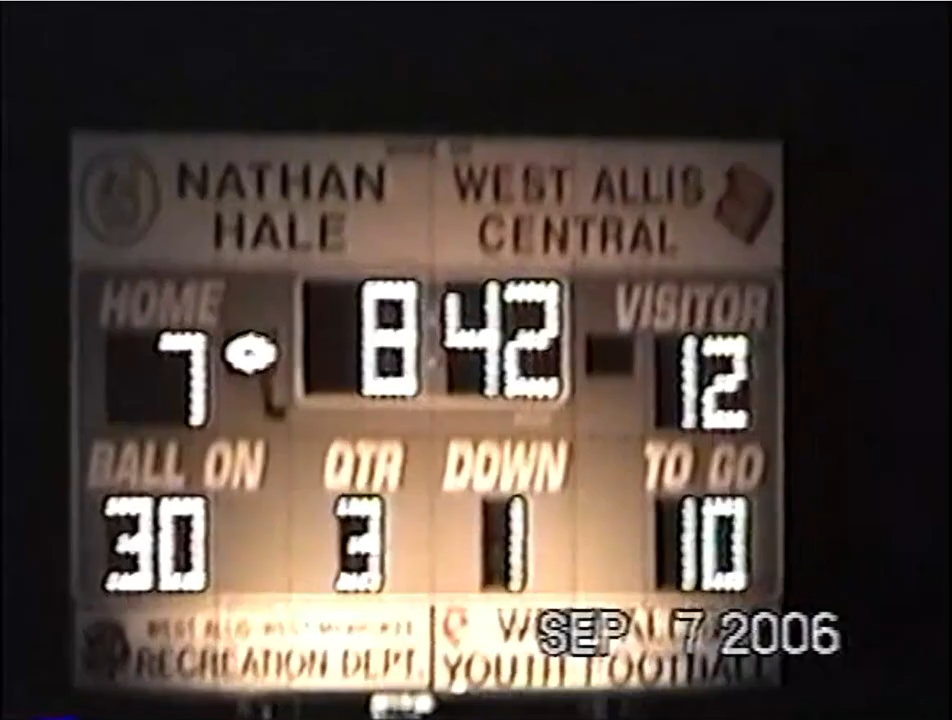 NATHAN HALE
WEST ALLIS CENTRAL
HOME 8 42 VISITOR
7 12
BALL ON QTR DOWN TO GO
30 3 1 10
RECREATION DEPT.
YOUTH FOOTBALL
SEP 7 2006